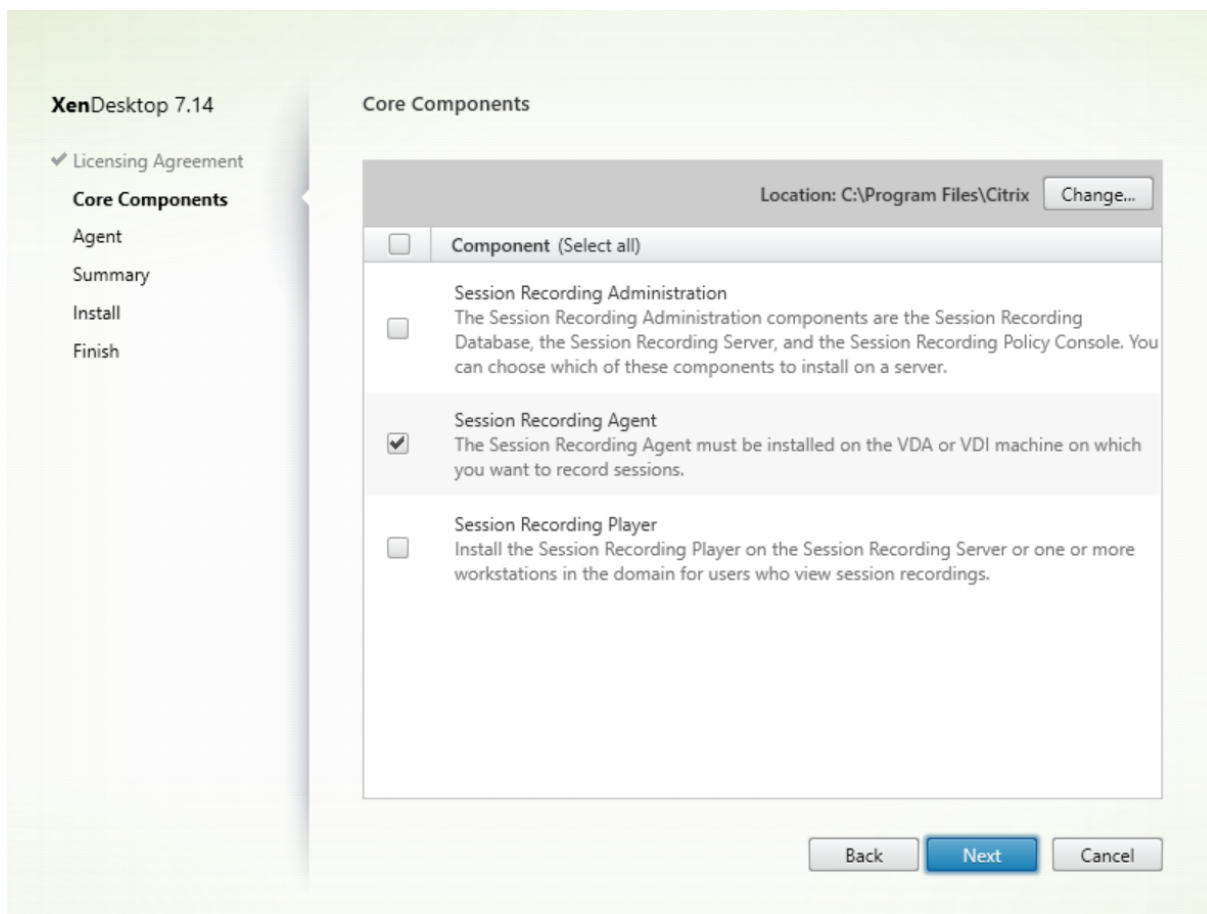 XenDesktop 7.14
Licensing Agreement
Core Components
Agent
Summary
Install
Finish
Core Components
Location: C:\Program Files\Citrix
Change...
Component (Select all)
Session Recording Administration
The Session Recording Administration components are the Session Recording
Database, the Session Recording Server, and the Session Recording Policy Console. You
can choose which of these components to install on a server.
Session Recording Agent
The Session Recording Agent must be installed on the VDA or VDI machine on which
you want to record sessions.
Session Recording Player
Install the Session Recording Player on the Session Recording Server or one or more
workstations in the domain for users who view session recordings.
Back
Next
Cancel